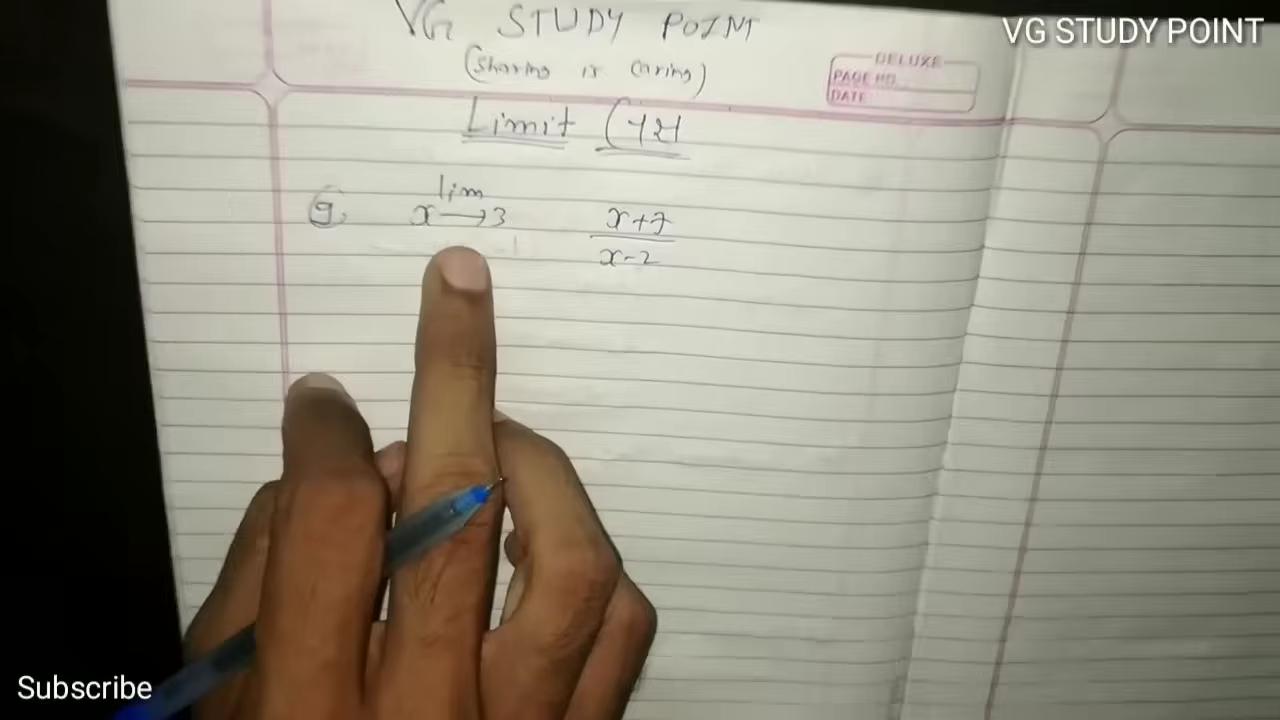 VG STUDY POINT
VG STUDY POINT
(Sharing is caring)
DELUXE
PAGE NO.
DATE
Limit
9.
lim
x→3
x+7
x-2
Subscribe